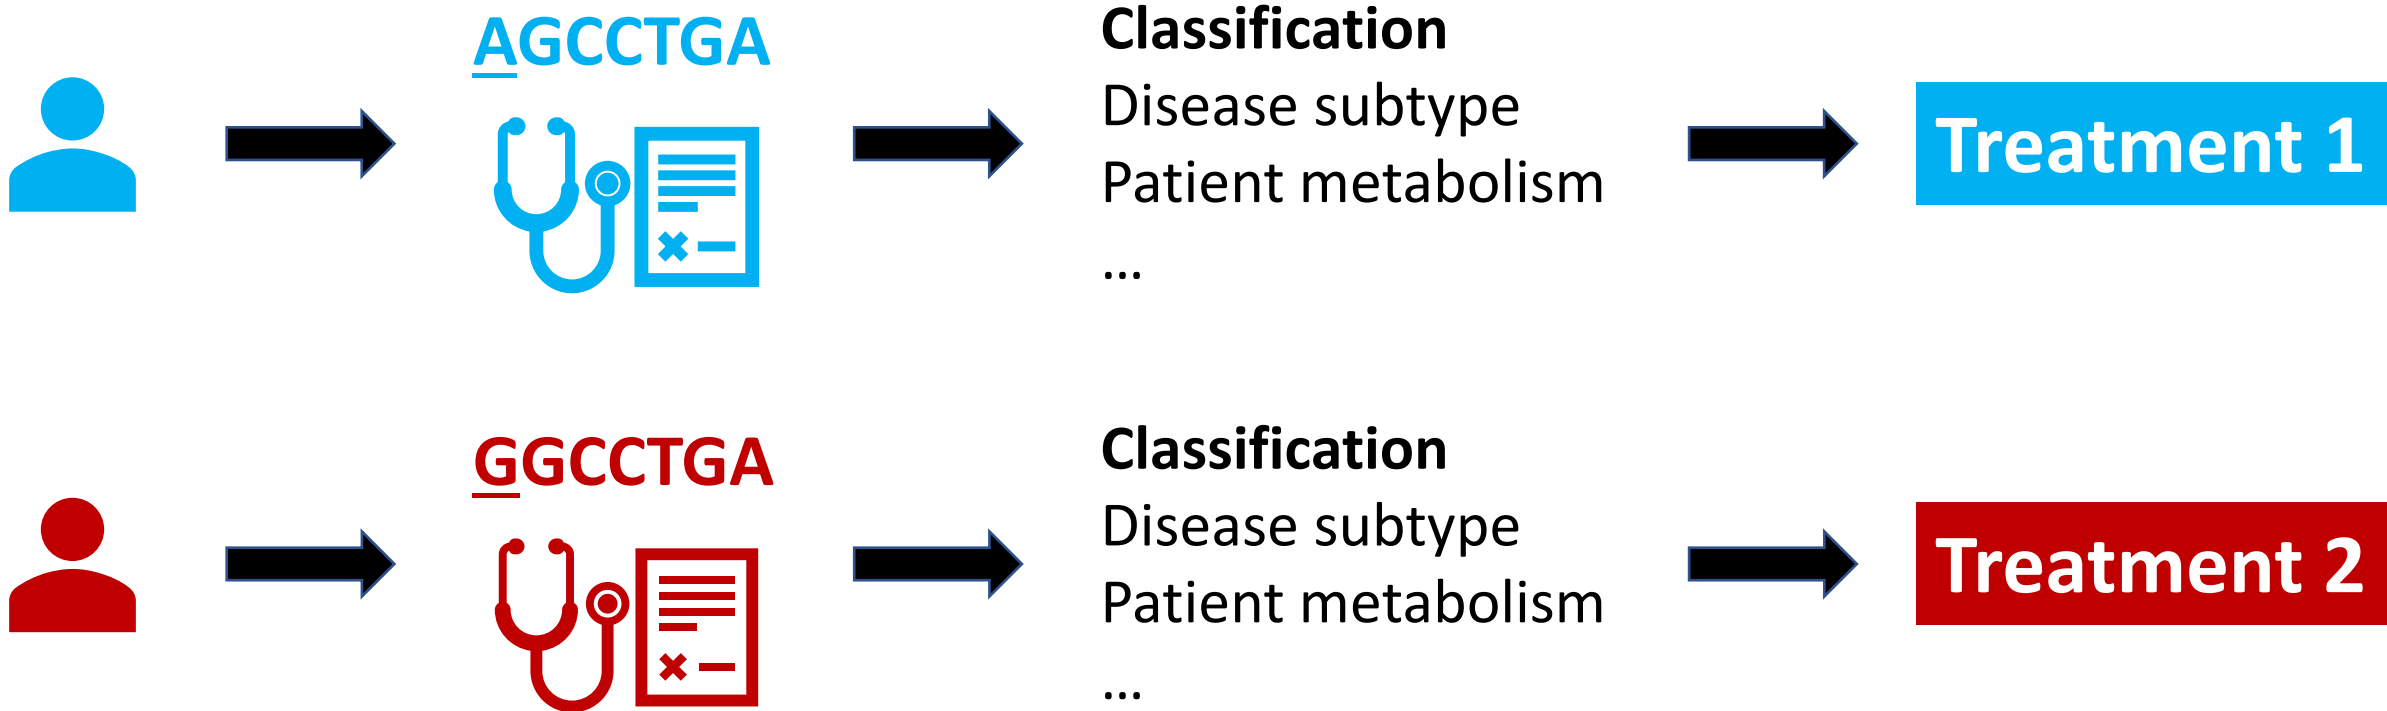 AGCCTGA
Classification
Disease subtype
Patient metabolism
…
Treatment 1
GGCCTGA
Classification
Disease subtype
Patient metabolism
…
Treatment 2